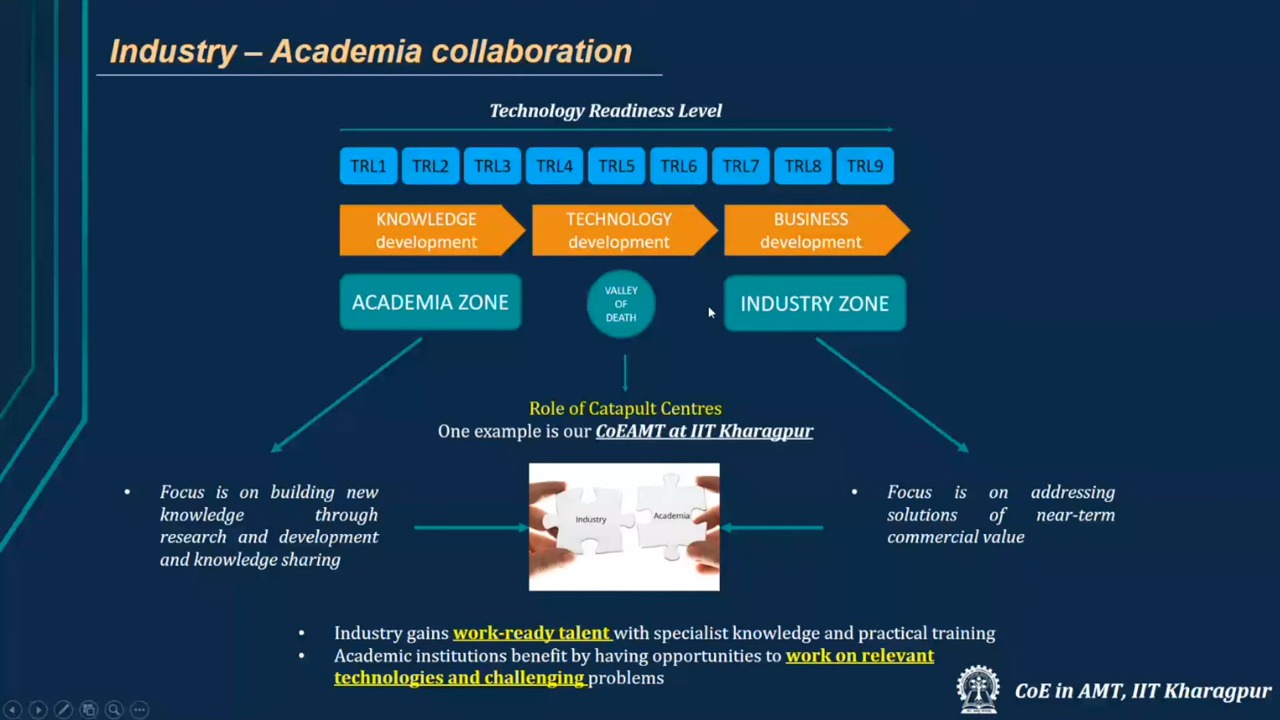 Industry – Academia collaboration
Technology Readiness Level
TRL1 TRL2 TRL3 TRL4 TRL5 TRL6 TRL7 TRL8 TRL9
KNOWLEDGE
development
TECHNOLOGY
development
BUSINESS
development
ACADEMIA ZONE
VALLEY
OF
DEATH
INDUSTRY ZONE
Role of Catapult Centres
One example is our CoEAMT at IIT Kharagpur
• Focus is on building new
knowledge through
research and development
and knowledge sharing
Industry
Academia
• Focus is on addressing
solutions of near-term
commercial value
• Industry gains work-ready talent with specialist knowledge and practical training
• Academic institutions benefit by having opportunities to work on relevant
technologies and challenging problems
CoE in AMT, IIT Kharagpur